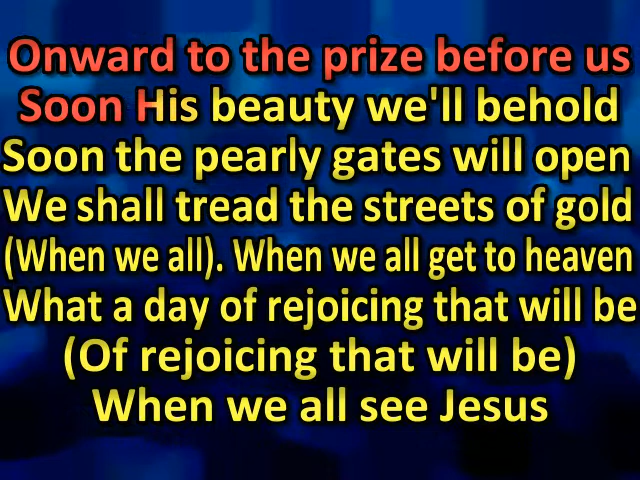 Onward to the prize before us
Soon His beauty we'll behold
Soon the pearly gates will open
We shall tread the streets of gold
(When we all). When we all get to heaven
What a day of rejoicing that will be
(Of rejoicing that will be)
When we all see Jesus